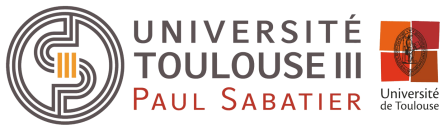 UNIVERSITÉ
TOULOUSE III
PAUL SABATIER
Université
de Toulouse